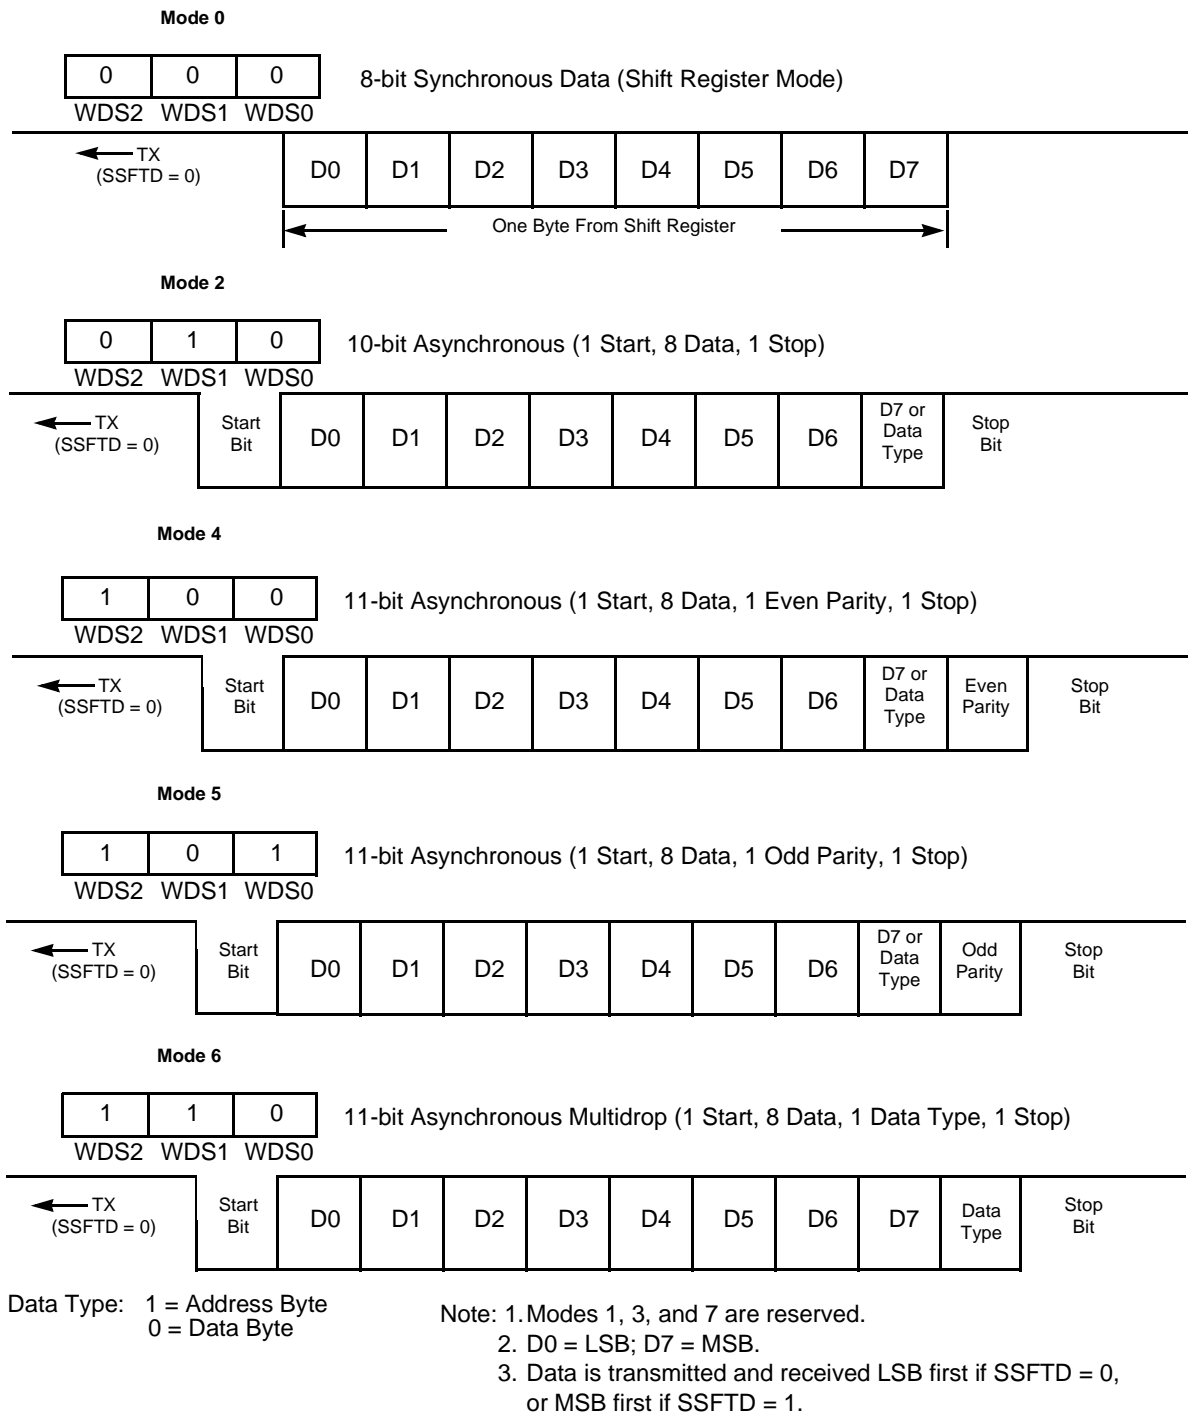 Mode 0
0 0 0 8-bit Synchronous Data (Shift Register Mode)
WDS2 WDS1 WDS0
TX
(SSFTD = 0)
D0 D1 D2 D3 D4 D5 D6 D7
One Byte From Shift Register
Mode 2
0 1 0 10-bit Asynchronous (1 Start, 8 Data, 1 Stop)
WDS2 WDS1 WDS0
TX
(SSFTD = 0)
Start
Bit
D0 D1 D2 D3 D4 D5 D6
D7 or
Data
Type
Stop
Bit
Mode 4
1 0 0 11-bit Asynchronous (1 Start, 8 Data, 1 Even Parity, 1 Stop)
WDS2 WDS1 WDS0
TX
(SSFTD = 0)
Start
Bit
D0 D1 D2 D3 D4 D5 D6
D7 or
Data
Type
Even
Parity
Stop
Bit
Mode 5
1 0 1 11-bit Asynchronous (1 Start, 8 Data, 1 Odd Parity, 1 Stop)
WDS2 WDS1 WDS0
TX
(SSFTD = 0)
Start
Bit
D0 D1 D2 D3 D4 D5 D6
D7 or
Data
Type
Odd
Parity
Stop
Bit
Mode 6
1 1 0 11-bit Asynchronous Multidrop (1 Start, 8 Data, 1 Data Type, 1 Stop)
WDS2 WDS1 WDS0
TX
(SSFTD = 0)
Start
Bit
D0 D1 D2 D3 D4 D5 D6 D7
Data
Type
Stop
Bit
Data Type: 1 = Address Byte
0 = Data Byte
Note: 1. Modes 1, 3, and 7 are reserved.
2. D0 = LSB; D7 = MSB.
3. Data is transmitted and received LSB first if SSFTD = 0,
or MSB first if SSFTD = 1.